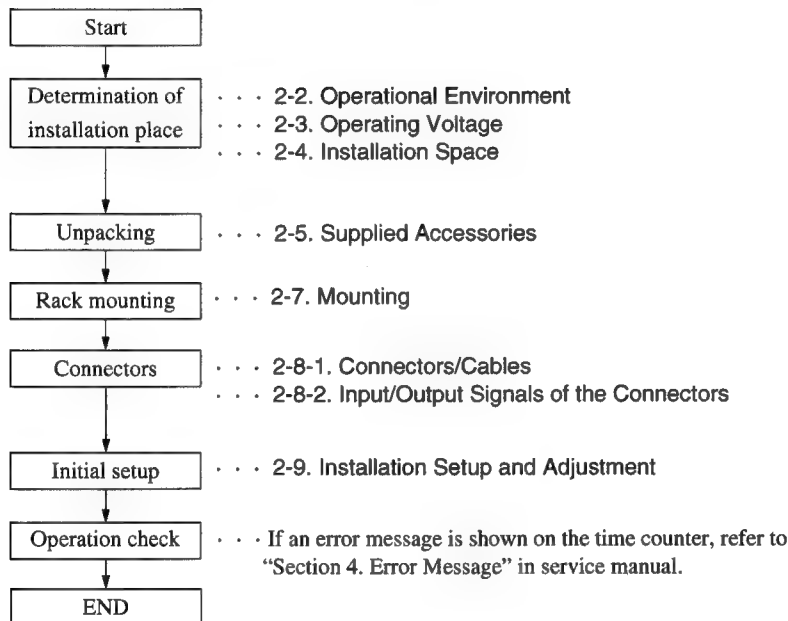 Start
Determination of
installation place
· · · 2-2. Operational Environment
· · · 2-3. Operating Voltage
· · · 2-4. Installation Space
Unpacking
· · · 2-5. Supplied Accessories
Rack mounting
· · · 2-7. Mounting
Connectors
· · · 2-8-1. Connectors/Cables
· · · 2-8-2. Input/Output Signals of the Connectors
Initial setup
· · · 2-9. Installation Setup and Adjustment
Operation check
· · · If an error message is shown on the time counter, refer to
“Section 4. Error Message” in service manual.
END